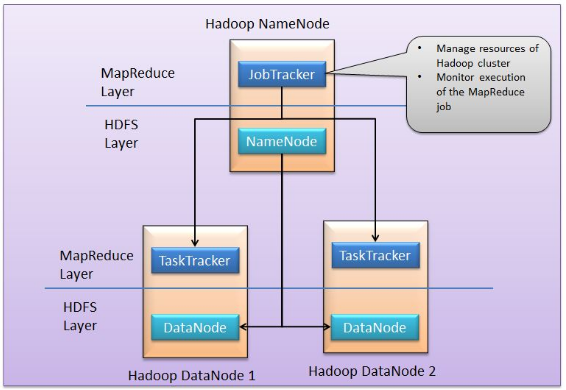 Hadoop NameNode
MapReduce
Layer
JobTracker
• Manage resources of
Hadoop cluster
• Monitor execution
of the MapReduce
job
HDFS
Layer
NameNode
MapReduce
Layer
TaskTracker
TaskTracker
HDFS
Layer
DataNode
DataNode
Hadoop DataNode 1
Hadoop DataNode 2